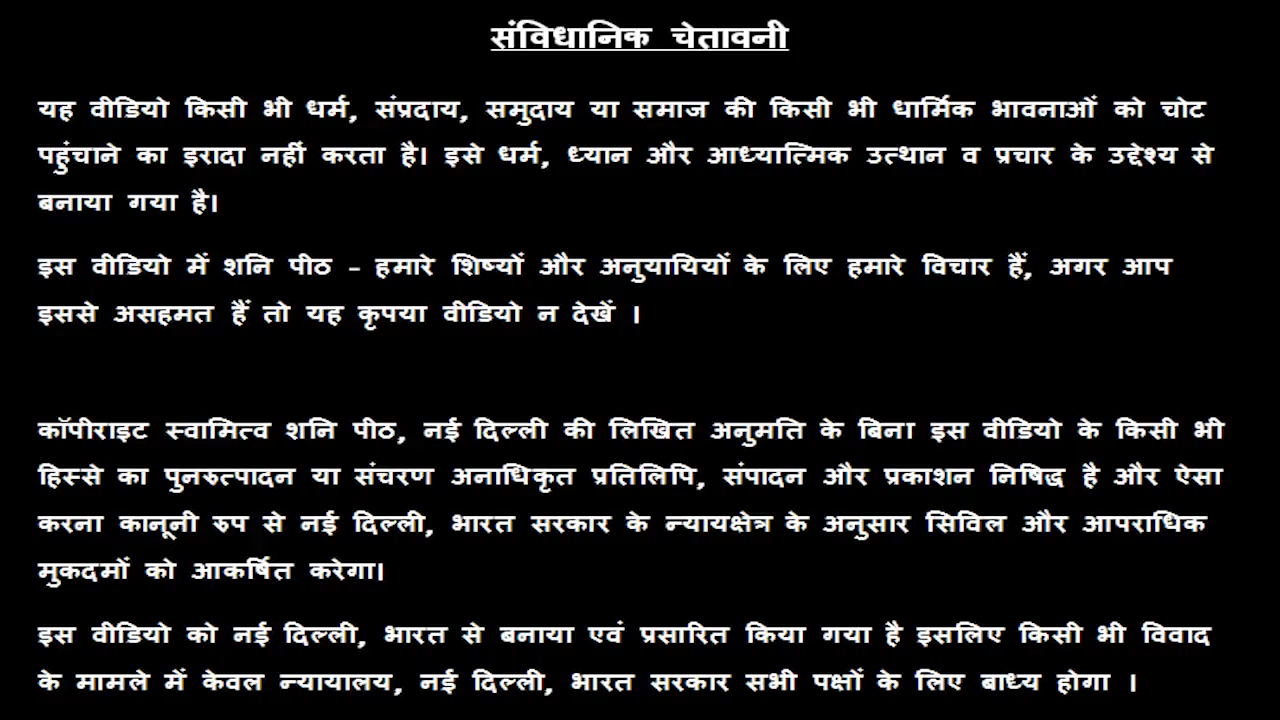 संविधानिक चेतावनी
यह वीडियो किसी भी धर्म, संप्रदाय, समुदाय या समाज की किसी भी धार्मिक भावनाओं को चोट
पहुंचाने का इरादा नहीं करता है। इसे धर्म, ध्यान और आध्यात्मिक उत्थान व प्रचार के उद्देश्य से
बनाया गया है।
इस वीडियो में शनि पीठ – हमारे शिष्यों और अनुयायियों के लिए हमारे विचार हैं, अगर आप
इससे असहमत हैं तो यह कृपया वीडियो न देखें ।
कॉपीराइट स्वामित्व शनि पीठ, नई दिल्ली की लिखित अनुमति के बिना इस वीडियो के किसी भी
हिस्से का पुनरुत्पादन या संचरण अनाधिकृत प्रतिलिपि, संपादन और प्रकाशन निषिद्ध है और ऐसा
करना कानूनी रुप से नई दिल्ली, भारत सरकार के न्यायक्षेत्र के अनुसार सिविल और आपराधिक
मुकदमों को आकर्षित करेगा।
इस वीडियो को नई दिल्ली, भारत से बनाया एवं प्रसारित किया गया है इसलिए किसी भी विवाद
के मामले में केवल न्यायालय, नई दिल्ली, भारत सरकार सभी पक्षों के लिए बाध्य होगा ।